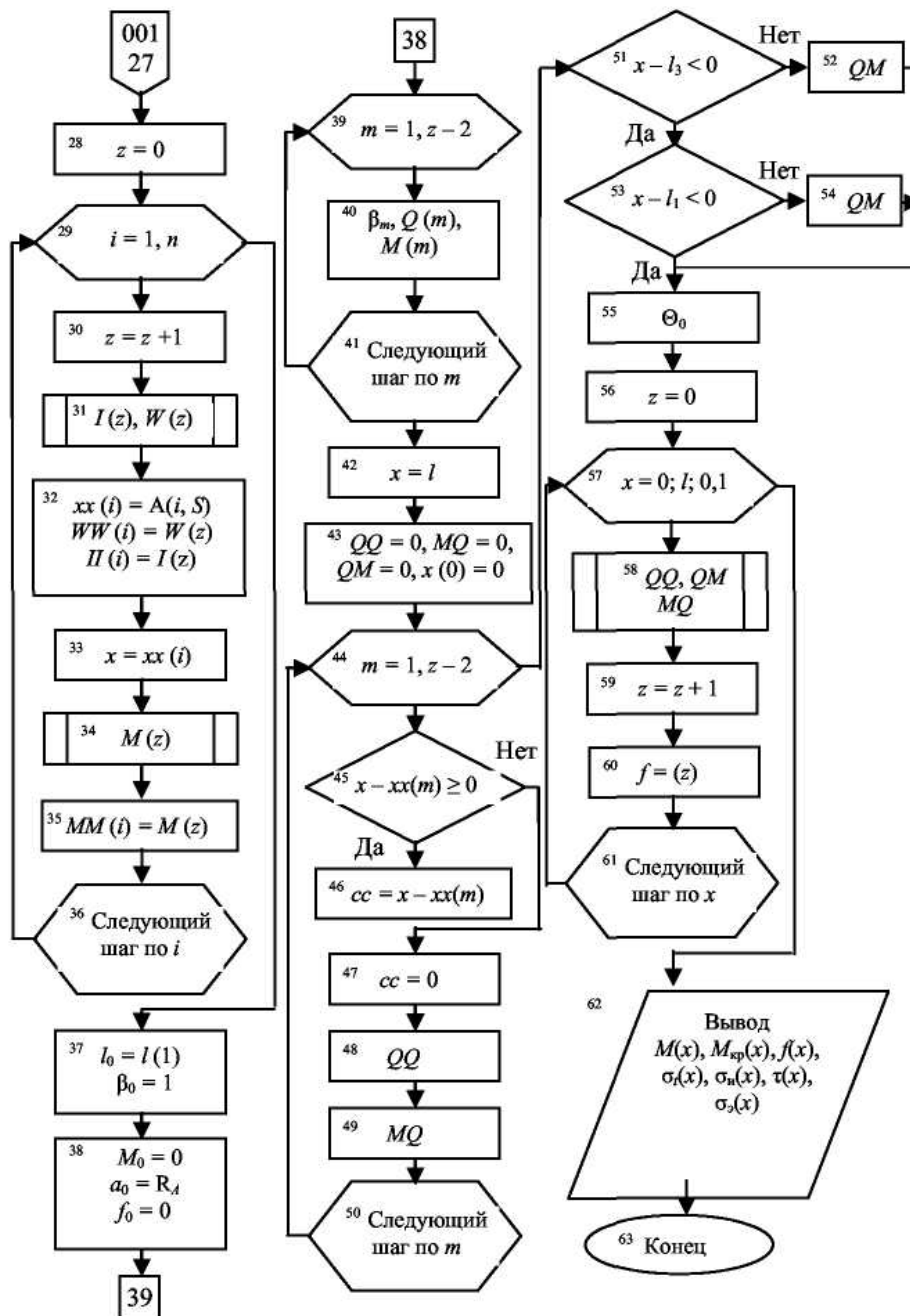 001
27
28 z = 0
29 i = 1, n
30 z = z +1
31 I (z), W (z)
32 xx (i) = A(i, S)
WW (i) = W (z)
II (i) = I (z)
33 x = xx (i)
34 M (z)
35 MM (i) = M (z)
36 Следующий
шаг по i
37 l₀ = l (1)
β₀ = 1
38 M₀ = 0
a₀ = R_A
f₀ = 0
39
38
39 m = 1, z – 2
40 βₘ, Q (m),
M (m)
41 Следующий
шаг по m
42 x = l
43 QQ = 0, MQ = 0,
QM = 0, x (0) = 0
44 m = 1, z – 2
Нет
45 x – xx(m) ≥ 0
Да
46 cc = x – xx(m)
47 cc = 0
48 QQ
49 MQ
50 Следующий
шаг по m
51 x – l₃ < 0
Нет
52 QM
Да
53 x – l₁ < 0
Нет
54 QM
Да
55 Θ₀
56 z = 0
57 x = 0; l; 0,1
58 QQ, QM
MQ
59 z = z + 1
60 f = (z)
61 Следующий
шаг по x
62 Вывод
M(x), Mкр(x), f(x),
σf(x), σи(x), τ(x),
σэ(x)
63 Конец